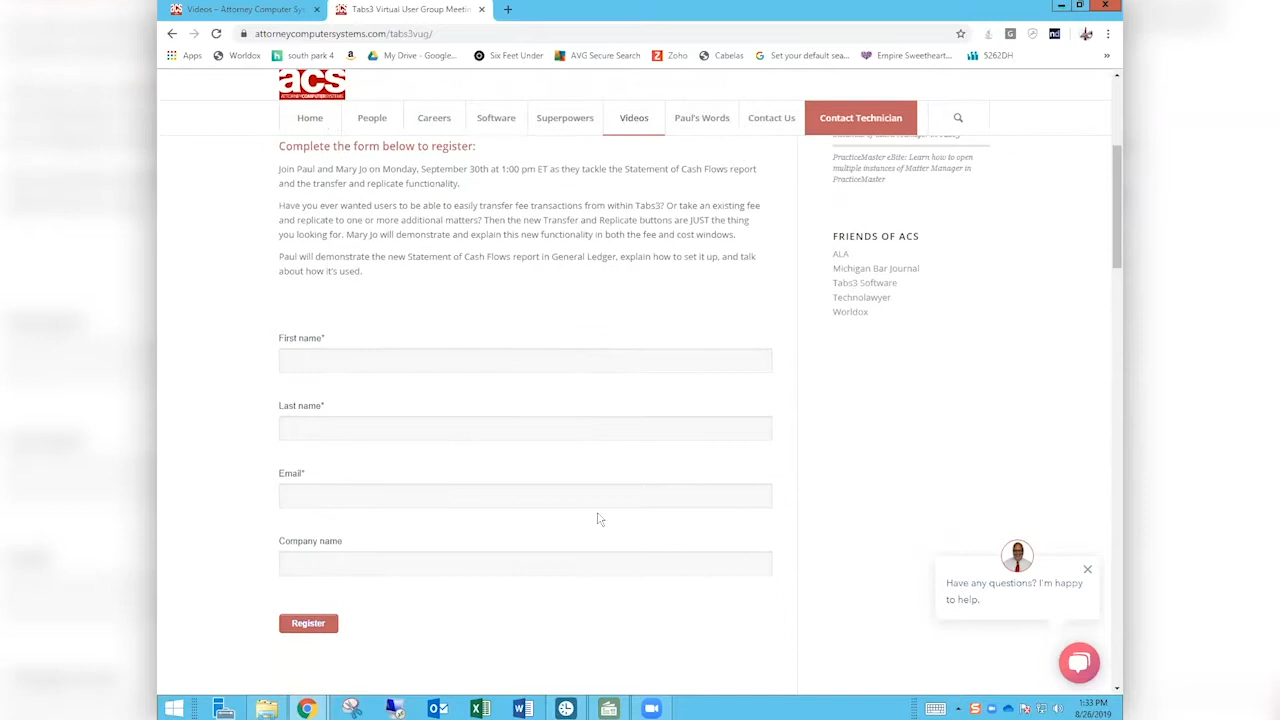 Videos – Attorney Computer Sy
Tabs3 Virtual User Group Meetin
attorneycomputersystems.com/tabs3vug/
Apps
Worldox
south park 4
My Drive - Google...
Six Feet Under
AVG Secure Search
Zoho
Cabelas
Set your default sea...
Empire Sweetheart...
5262DH
acs
ATTORNEYCOMPUTERSYSTEMS
Home
People
Careers
Software
Superpowers
Videos
Paul's Words
Contact Us
Contact Technician
Complete the form below to register:
Join Paul and Mary Jo on Monday, September 30th at 1:00 pm ET as they tackle the Statement of Cash Flows report
and the transfer and replicate functionality.
Have you ever wanted users to be able to easily transfer fee transactions from within Tabs3? Or take an existing fee
and replicate to one or more additional matters? Then the new Transfer and Replicate buttons are JUST the thing
you looking for. Mary Jo will demonstrate and explain this new functionality in both the fee and cost windows.
Paul will demonstrate the new Statement of Cash Flows report in General Ledger, explain how to set it up, and talk
about how it's used.
First name*
Last name*
Email*
Company name
Register
PracticeMaster eBite: Learn how to open
multiple instances of Matter Manager in
PracticeMaster
FRIENDS OF ACS
ALA
Michigan Bar Journal
Tabs3 Software
Technolawyer
Worldox
Have any questions? I'm happy
to help.
1:33 PM
8/26/2019